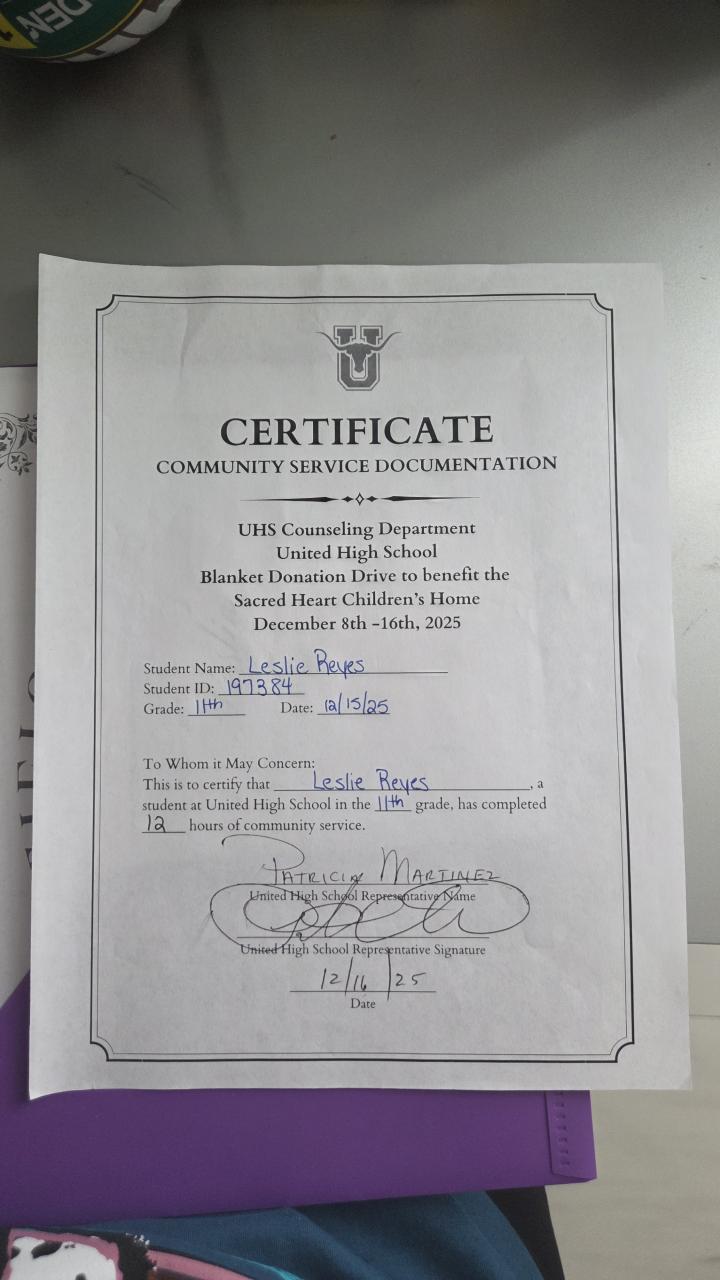 DEN
U
CERTIFICATE
COMMUNITY SERVICE DOCUMENTATION
UHS Counseling Department
United High School
Blanket Donation Drive to benefit the
Sacred Heart Children's Home
December 8th -16th, 2025
Student Name: Leslie Reyes
Student ID: 197384
Grade: 11th Date: 12/15/25
To Whom it May Concern:
This is to certify that Leslie Reyes, a
student at United High School in the 11th grade, has completed
12 hours of community service.
PATRICIA MARTINEZ
United High School Representative Name
United High School Representative Signature
12/16/25
Date